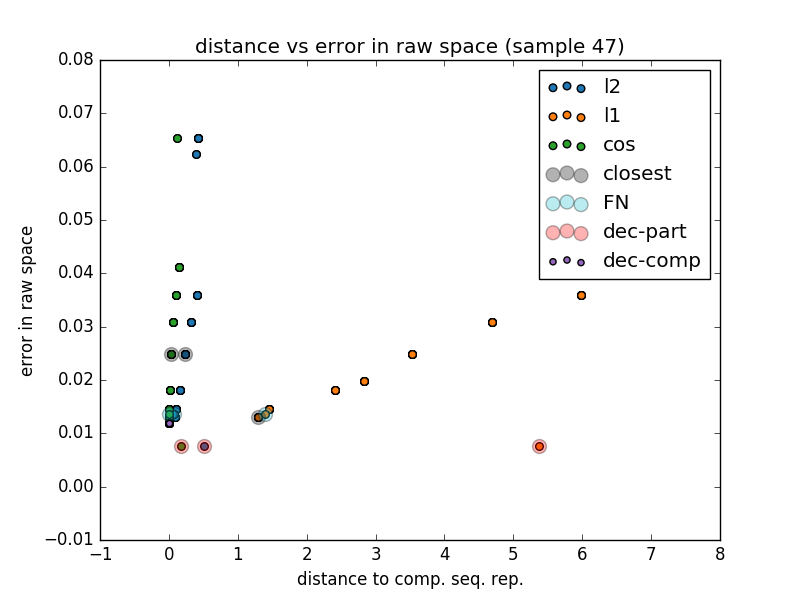 distance vs error in raw space (sample 47)
0.08
0.07
0.06
0.05
0.04
0.03
0.02
0.01
0.00
−0.01
error in raw space
l2
l1
cos
closest
FN
dec-part
dec-comp
−1 0 1 2 3 4 5 6 7 8
distance to comp. seq. rep.